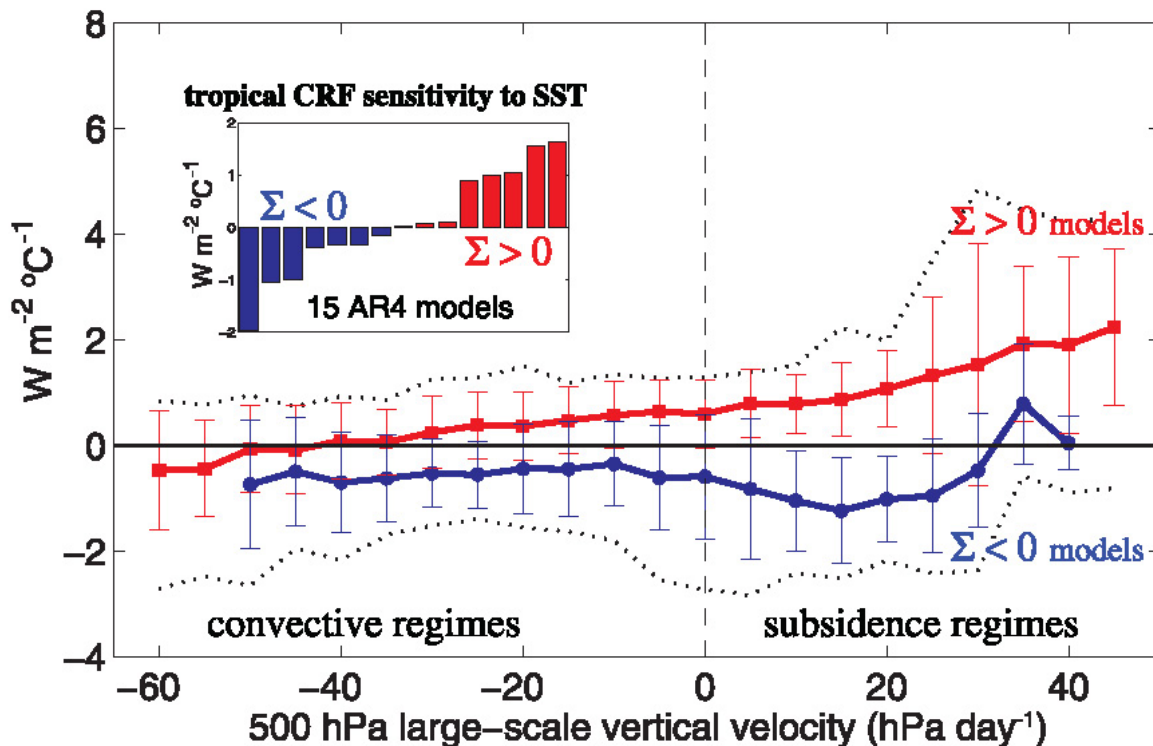 8
6
4
2
0
−2
−4
W m⁻² ºC⁻¹
tropical CRF sensitivity to SST
2
1
0
−1
−2
W m⁻² ºC⁻¹
Σ < 0
Σ > 0
15 AR4 models
Σ > 0 models
Σ < 0 models
convective regimes
subsidence regimes
−60 −40 −20 0 20 40
500 hPa large−scale vertical velocity (hPa day⁻¹)